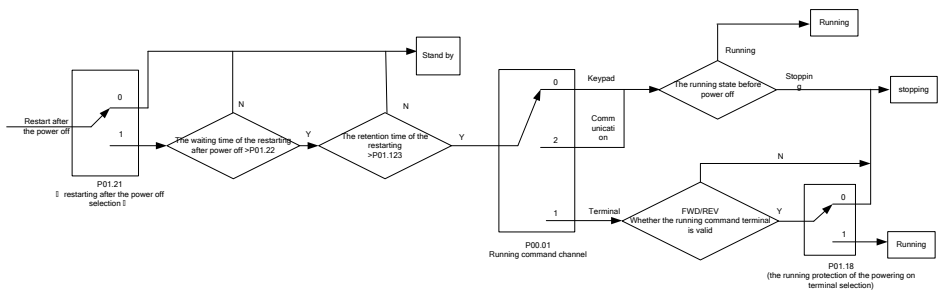 Running
Running
Stand by
Keypad
The running state before
power off
Stoppin
g
stopping
0
N
N
0
Restart after
the power off
1
The waiting time of the restarting
after power off >P01.22
Y
The retention time of the
restarting
>P01.123
Y
Comm
unicati
on
2
N
P01.21
restarting after the power off
selection
1
Terminal
FWD/REV
Whether the running command terminal
is valid
Y
0
1
Running
P00.01
Running command channel
P01.18
(the running protection of the powering on
terminal selection)